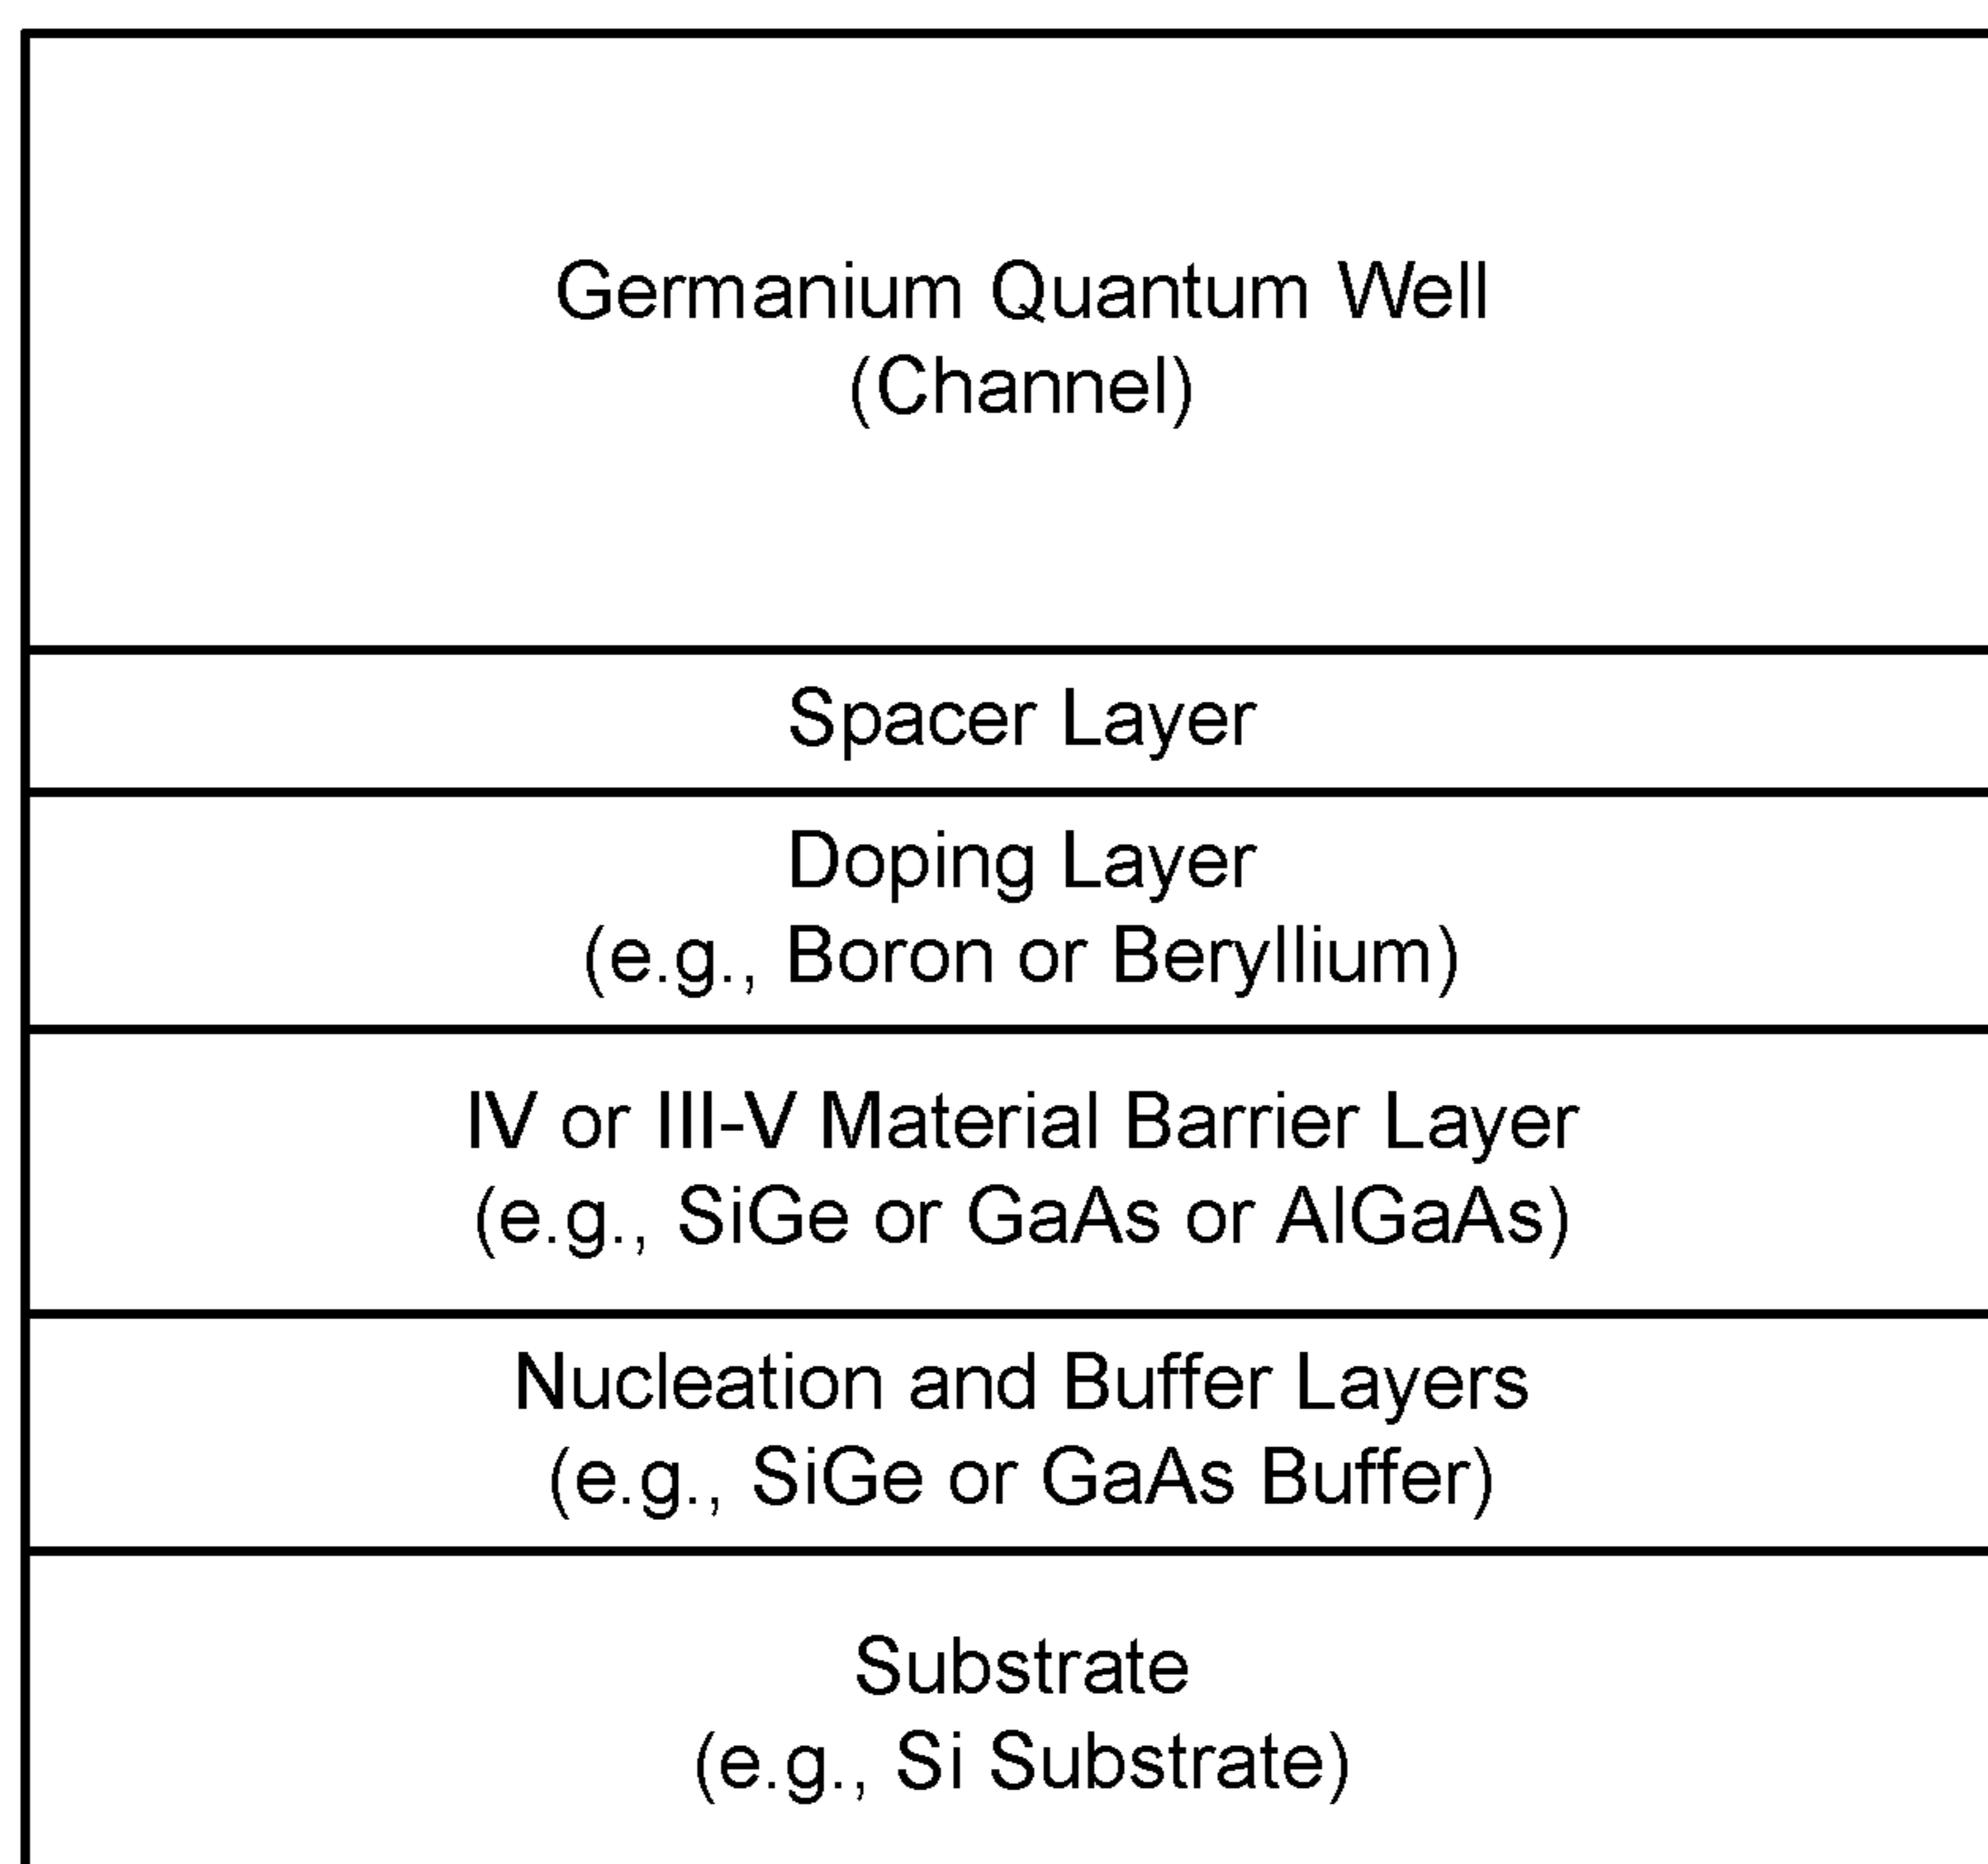 Germanium Quantum Well
(Channel)
Spacer Layer
Doping Layer
(e.g., Boron or Beryllium)
IV or III-V Material Barrier Layer
(e.g., SiGe or GaAs or AlGaAs)
Nucleation and Buffer Layers
(e.g., SiGe or GaAs Buffer)
Substrate
(e.g., Si Substrate)